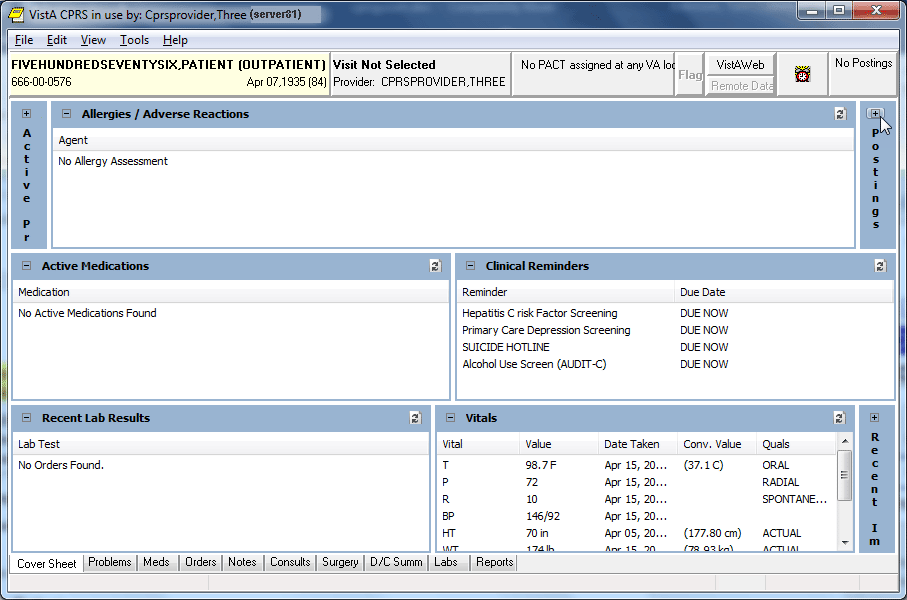 VistA CPRS in use by: Cprsprovider,Three (server81)
File Edit View Tools Help
FIVEHUNDREDSEVENTYSIX,PATIENT (OUTPATIENT) Visit Not Selected No PACT assigned at any VA loc Flag VistAWeb No Postings
666-00-0576 Apr 07,1935 (84) Provider: CPRSPROVIDER,THREE Remote Data
Active Pr
Allergies / Adverse Reactions
Agent
No Allergy Assessment
Postings
Active Medications
Medication
No Active Medications Found
Clinical Reminders
Reminder Due Date
Hepatitis C risk Factor Screening DUE NOW
Primary Care Depression Screening DUE NOW
SUICIDE HOTLINE DUE NOW
Alcohol Use Screen (AUDIT-C) DUE NOW
Recent Lab Results
Lab Test
No Orders Found.
Vitals
Vital Value Date Taken Conv. Value Quals
T 98.7 F Apr 15, 20... (37.1 C) ORAL
P 72 Apr 15, 20... RADIAL
R 10 Apr 15, 20... SPONTANE...
BP 146/92 Apr 15, 20...
HT 70 in Apr 05, 20... (177.80 cm) ACTUAL
WT 174 lb Apr 15, 20... (78.93 kg) ACTUAL
Recent Im
Cover Sheet Problems Meds Orders Notes Consults Surgery D/C Summ Labs Reports